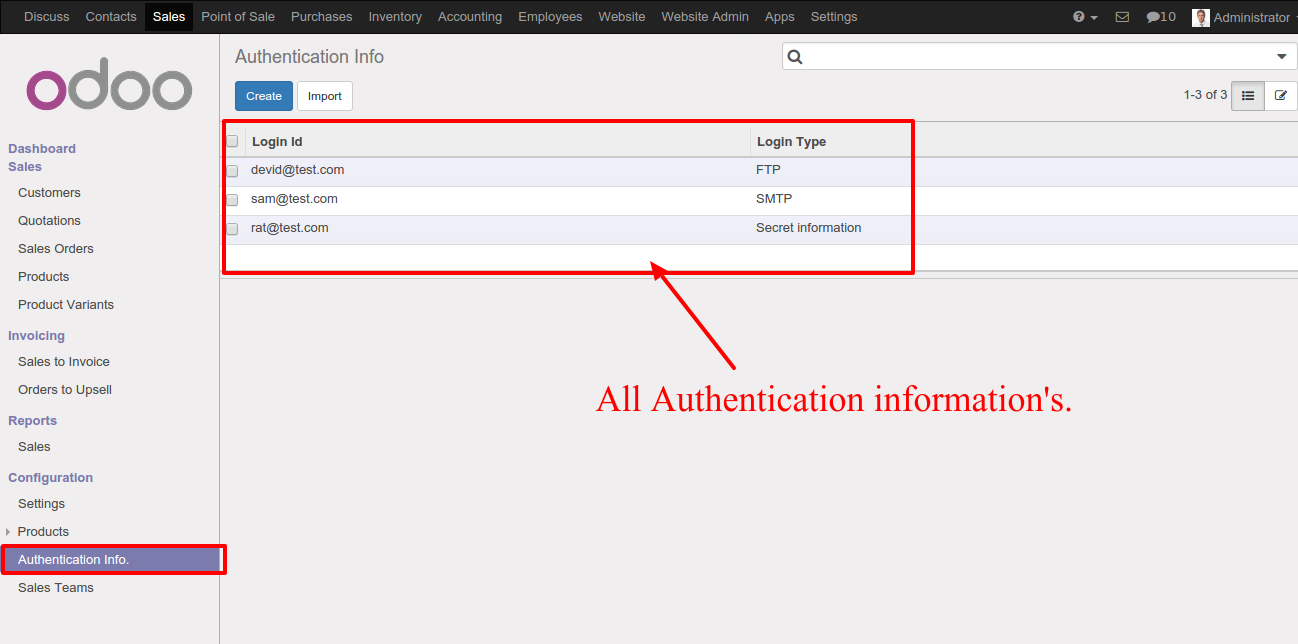 Discuss Contacts Sales Point of Sale Purchases Inventory Accounting Employees Website Website Admin Apps Settings 10 Administrator
odoo
Authentication Info
Create Import
1-3 of 3
Login Id Login Type
devid@test.com FTP
sam@test.com SMTP
rat@test.com Secret information
All Authentication information's.
Dashboard
Sales
Customers
Quotations
Sales Orders
Products
Product Variants
Invoicing
Sales to Invoice
Orders to Upsell
Reports
Sales
Configuration
Settings
Products
Authentication Info.
Sales Teams